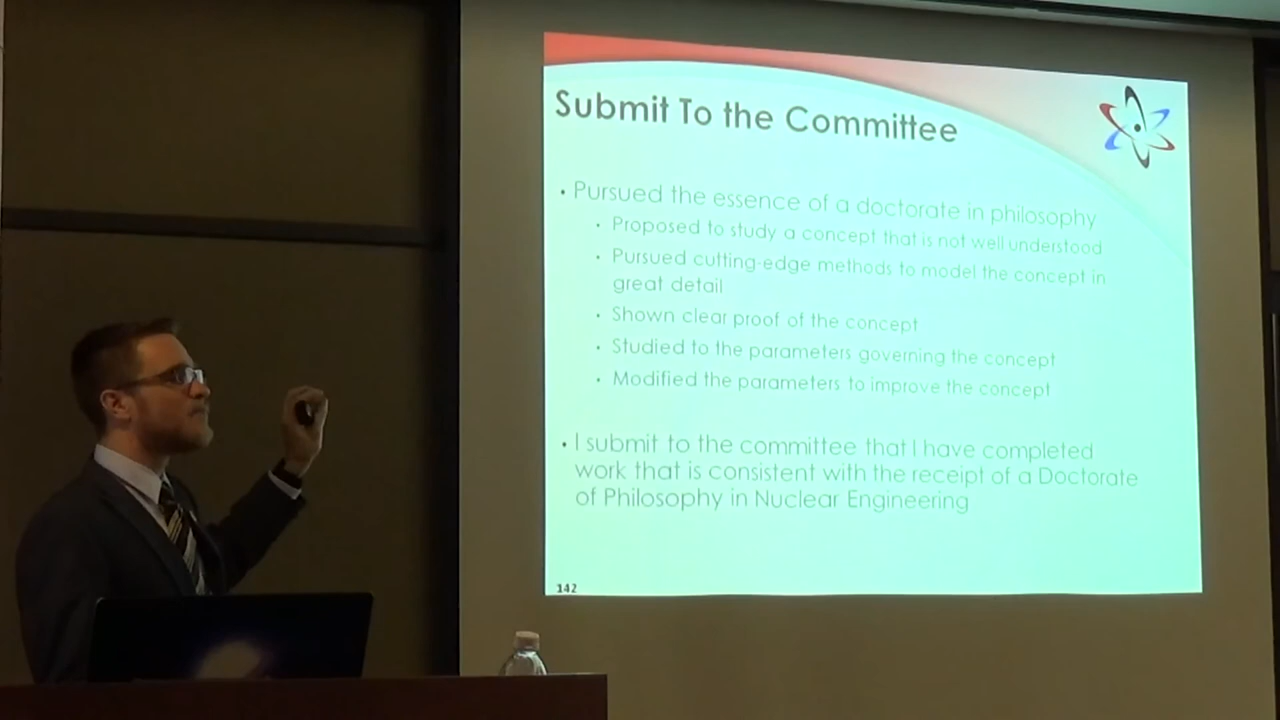 Submit To the Committee
• Pursued the essence of a doctorate in philosophy
• Proposed to study a concept that is not well understood
• Pursued cutting-edge methods to model the concept in
great detail
• Shown clear proof of the concept
• Studied to the parameters governing the concept
• Modified the parameters to improve the concept
• I submit to the committee that I have completed
work that is consistent with the receipt of a Doctorate
of Philosophy in Nuclear Engineering
142